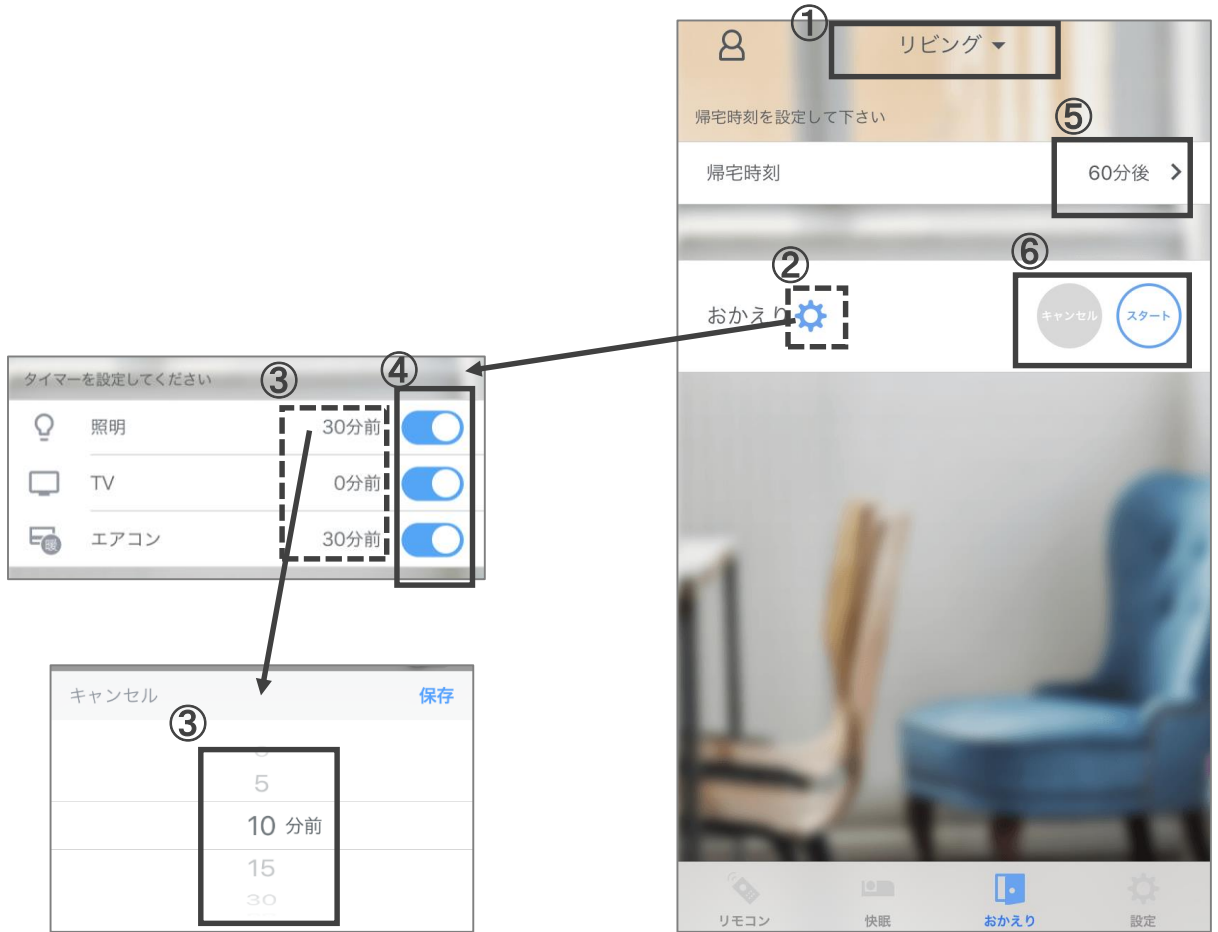 ①
リビング
帰宅時刻を設定して下さい
⑤
帰宅時刻
60分後
②
⑥
おかえり
キャンセル
スタート
タイマーを設定してください
③
④
照明
30分前
TV
0分前
エアコン
30分前
暖
キャンセル
保存
③
5
10 分前
15
30
リモコン
快眠
おかえり
設定